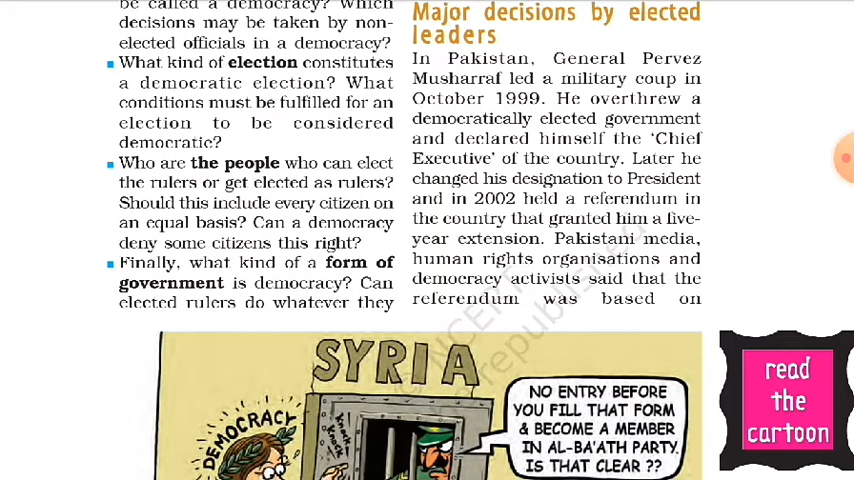 be called a democracy? Which
decisions may be taken by non-
elected officials in a democracy?
▪ What kind of election constitutes
a democratic election? What
conditions must be fulfilled for an
election to be considered
democratic?
▪ Who are the people who can elect
the rulers or get elected as rulers?
Should this include every citizen on
an equal basis? Can a democracy
deny some citizens this right?
▪ Finally, what kind of a form of
government is democracy? Can
elected rulers do whatever they
Major decisions by elected
leaders
In Pakistan, General Pervez
Musharraf led a military coup in
October 1999. He overthrew a
democratically elected government
and declared himself the ‘Chief
Executive’ of the country. Later he
changed his designation to President
and in 2002 held a referendum in
the country that granted him a five-
year extension. Pakistani media,
human rights organisations and
democracy activists said that the
referendum was based on
SYRIA
DEMOCRACY
Knock
Knock
NO ENTRY BEFORE
YOU FILL THAT FORM
& BECOME A MEMBER
IN AL-BA'ATH PARTY.
IS THAT CLEAR ??
read
the
cartoon
NCERT
republished